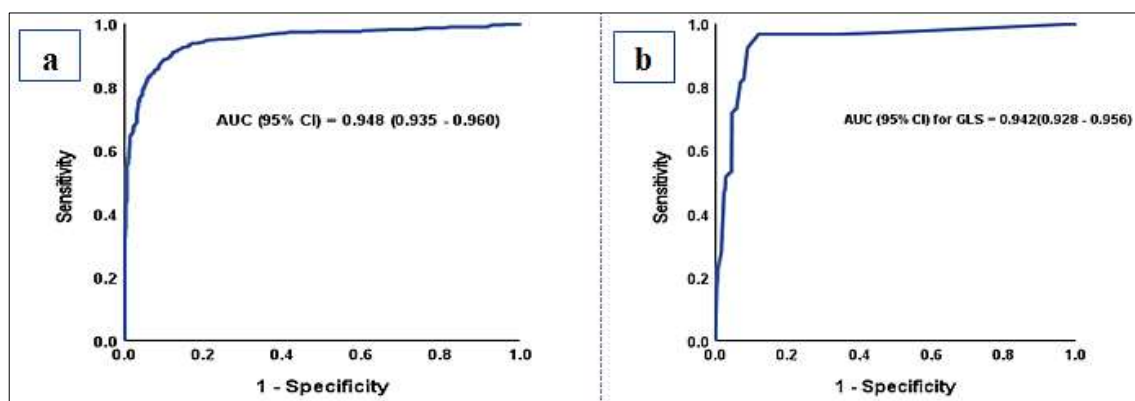 a
1.0
0.8
0.6
0.4
0.2
0.0
Sensitivity
AUC (95% CI) = 0.948 (0.935 - 0.960)
0.0 0.2 0.4 0.6 0.8 1.0
1 - Specificity
b
1.0
0.8
0.6
0.4
0.2
0.0
Sensitivity
AUC (95% CI) for GLS = 0.942(0.928 - 0.956)
0.0 0.2 0.4 0.6 0.8 1.0
1 - Specificity